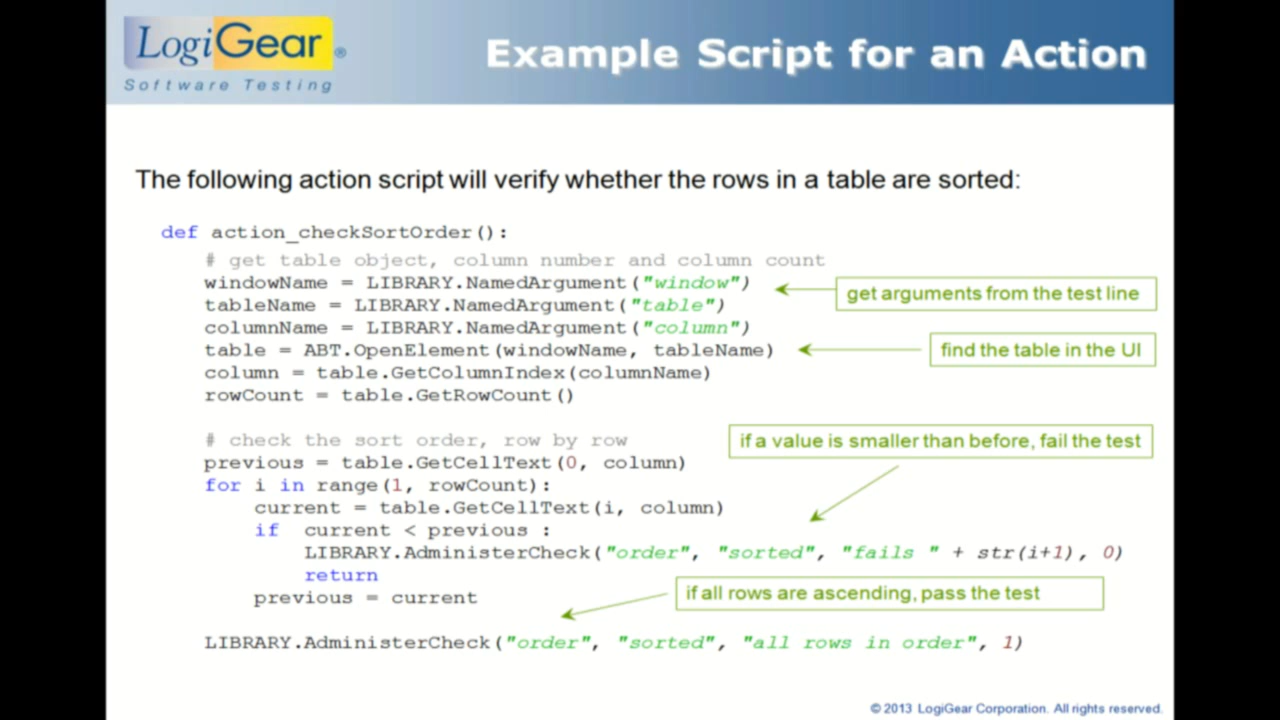 LogiGear®
Software Testing
Example Script for an Action
The following action script will verify whether the rows in a table are sorted:
def action_checkSortOrder():
# get table object, column number and column count
windowName = LIBRARY.NamedArgument("window")
get arguments from the test line
tableName = LIBRARY.NamedArgument("table")
columnName = LIBRARY.NamedArgument("column")
table = ABT.OpenElement(windowName, tableName)
find the table in the UI
column = table.GetColumnIndex(columnName)
rowCount = table.GetRowCount()
# check the sort order, row by row
if a value is smaller than before, fail the test
previous = table.GetCellText(0, column)
for i in range(1, rowCount):
current = table.GetCellText(i, column)
if current < previous :
LIBRARY.AdministerCheck("order", "sorted", "fails " + str(i+1), 0)
return
if all rows are ascending, pass the test
previous = current
LIBRARY.AdministerCheck("order", "sorted", "all rows in order", 1)
© 2013 LogiGear Corporation. All rights reserved.